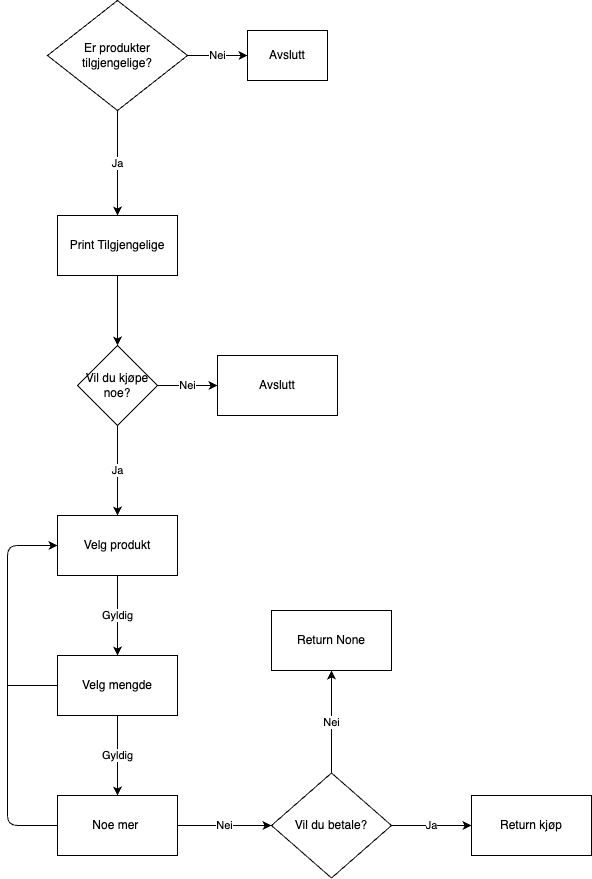 Er produkter
tilgjengelige?
Nei
Avslutt
Ja
Print Tilgjengelige
Vil du kjøpe
noe?
Nei
Avslutt
Ja
Velg produkt
Gyldig
Return None
Velg mengde
Nei
Gyldig
Noe mer
Nei
Vil du betale?
Ja
Return kjøp